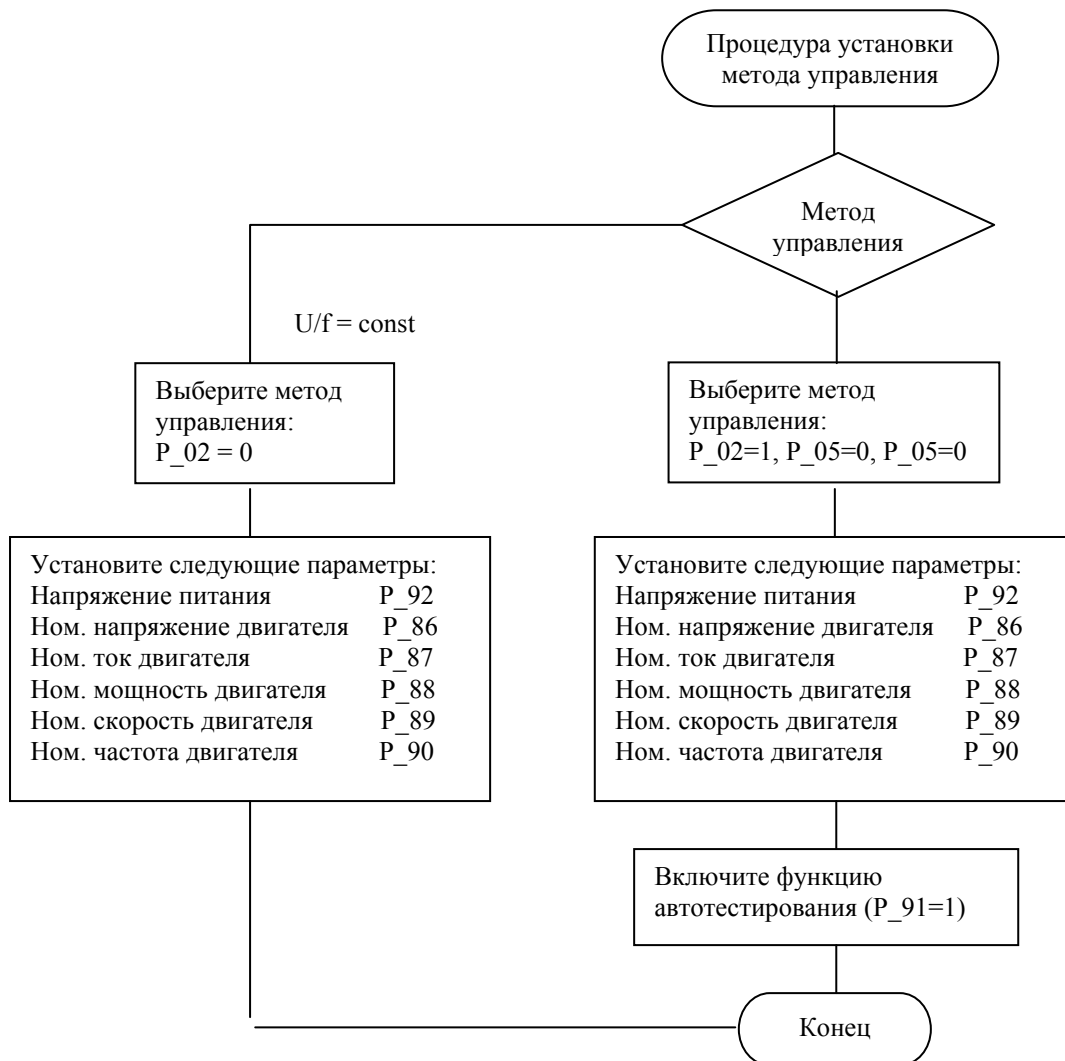 Процедура установки
метода управления
Метод
управления
U/f = const
Выберите метод
управления:
P_02 = 0
Выберите метод
управления:
P_02=1, P_05=0, P_05=0
Установите следующие параметры:
Напряжение питания P_92
Ном. напряжение двигателя P_86
Ном. ток двигателя P_87
Ном. мощность двигателя P_88
Ном. скорость двигателя P_89
Ном. частота двигателя P_90
Установите следующие параметры:
Напряжение питания P_92
Ном. напряжение двигателя P_86
Ном. ток двигателя P_87
Ном. мощность двигателя P_88
Ном. скорость двигателя P_89
Ном. частота двигателя P_90
Включите функцию
автотестирования (P_91=1)
Конец